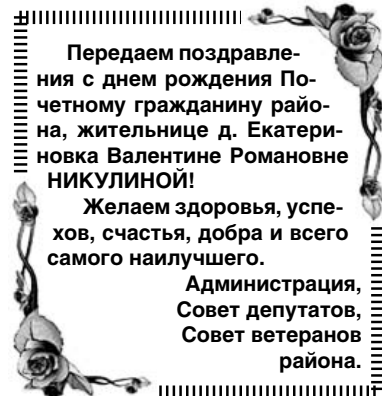 Передаем поздравле-
ния с днем рождения По-
четному гражданину райо-
на, жительнице д. Екатери-
новка Валентине Романовне
НИКУЛИНОЙ!
Желаем здоровья, успе-
хов, счастья, добра и всего
самого наилучшего.
Администрация,
Совет депутатов,
Совет ветеранов
района.